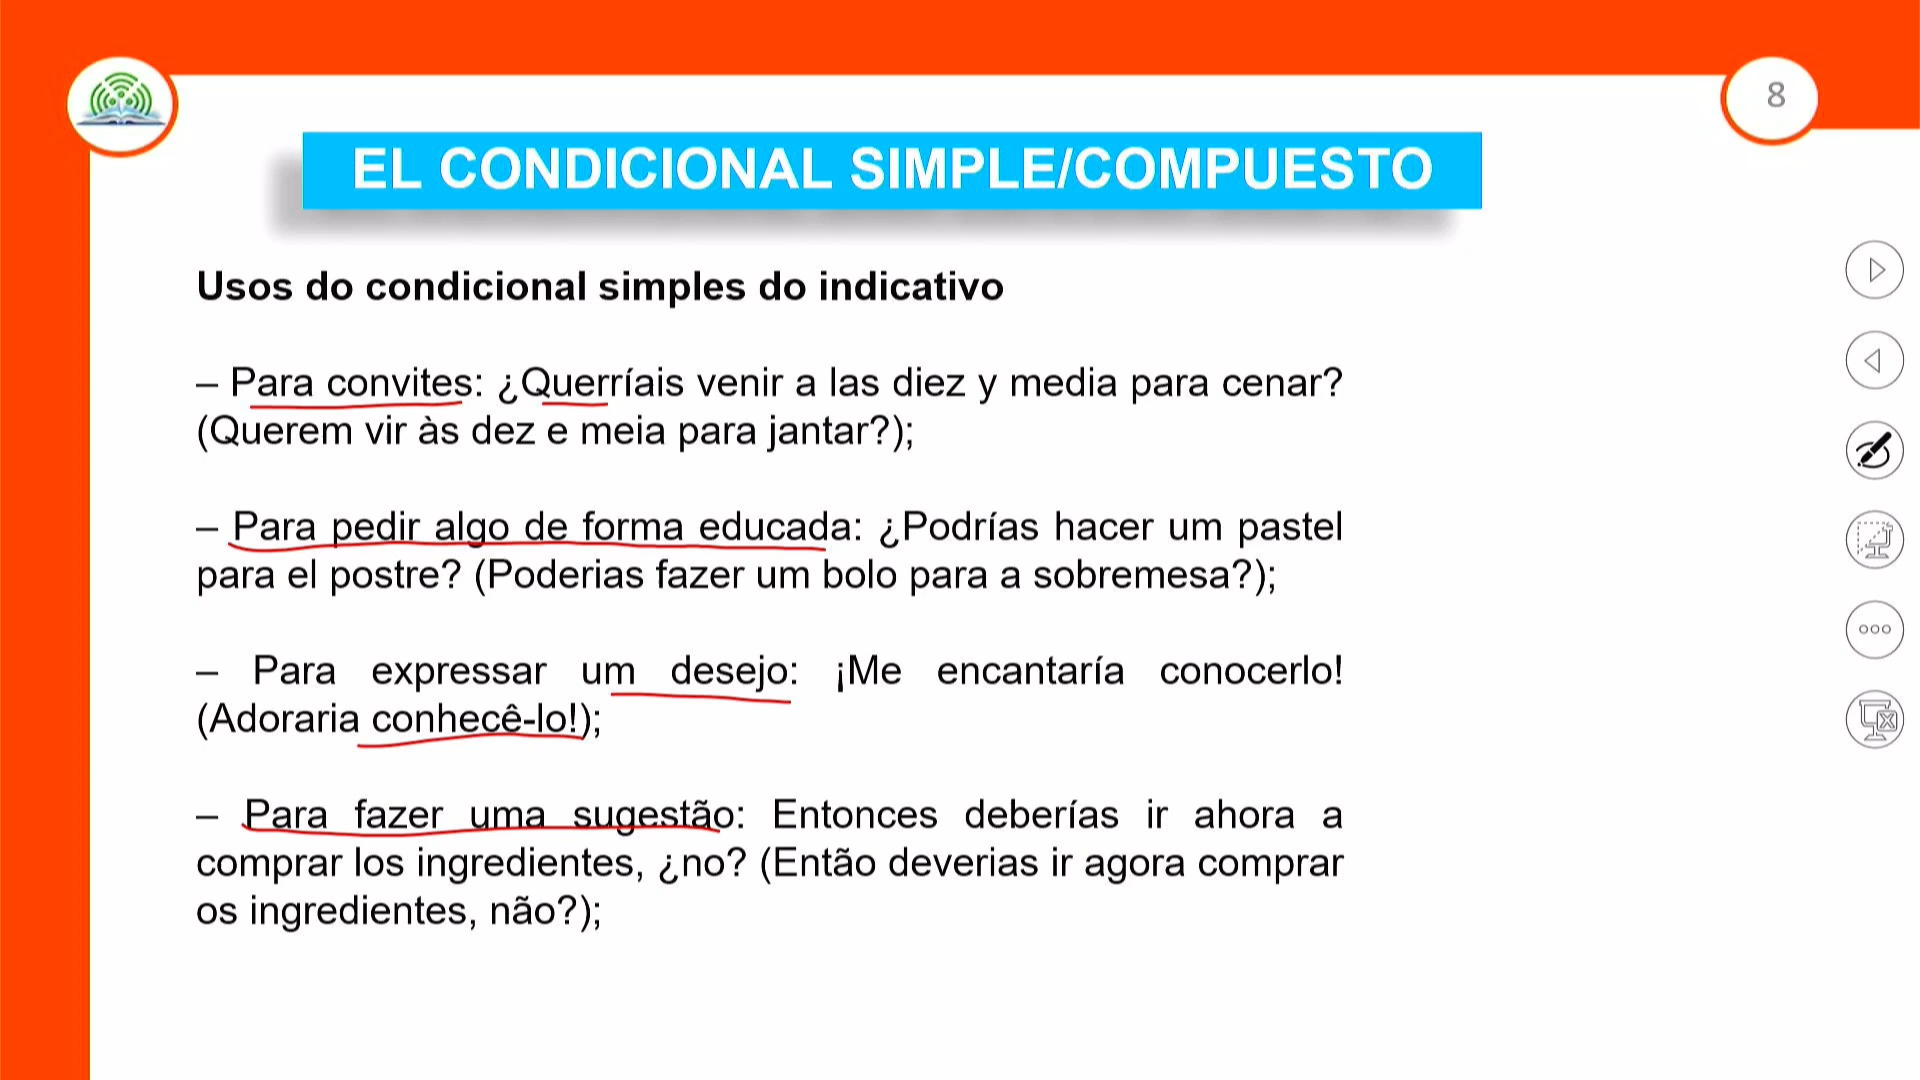 8
EL CONDICIONAL SIMPLE/COMPUESTO
Usos do condicional simples do indicativo
– Para convites: ¿Querríais venir a las diez y media para cenar?
(Querem vir às dez e meia para jantar?);
– Para pedir algo de forma educada: ¿Podrías hacer um pastel
para el postre? (Poderias fazer um bolo para a sobremesa?);
– Para expressar um desejo: ¡Me encantaría conocerlo!
(Adoraria conhecê-lo!);
– Para fazer uma sugestão: Entonces deberías ir ahora a
comprar los ingredientes, ¿no? (Então deverias ir agora comprar
os ingredientes, não?);